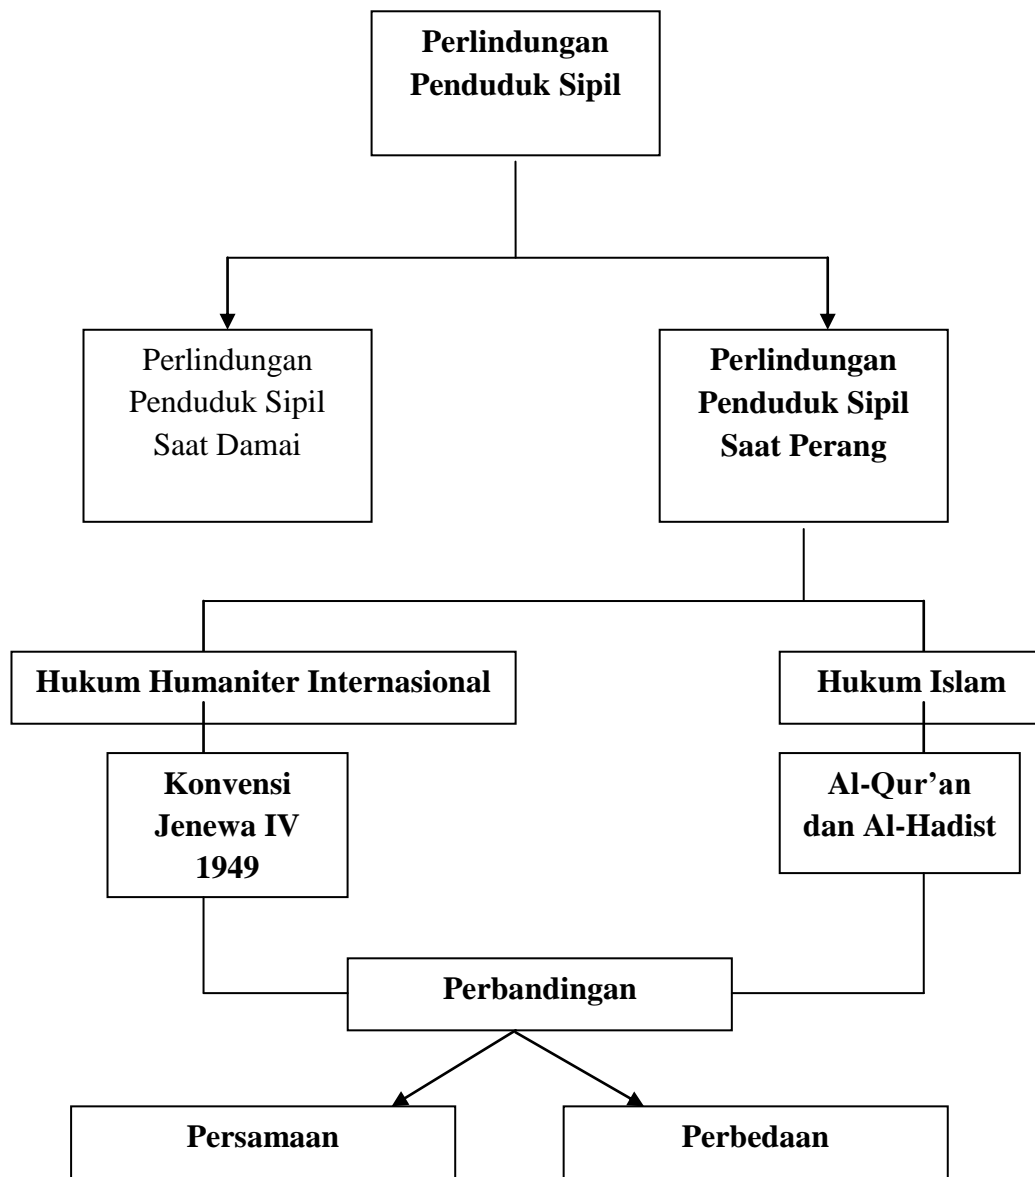 Perlindungan
Penduduk Sipil
Perlindungan
Penduduk Sipil
Saat Damai
Perlindungan
Penduduk Sipil
Saat Perang
Hukum Humaniter Internasional
Hukum Islam
Konvensi
Jenewa IV
1949
Al-Qur’an
dan Al-Hadist
Perbandingan
Persamaan
Perbedaan